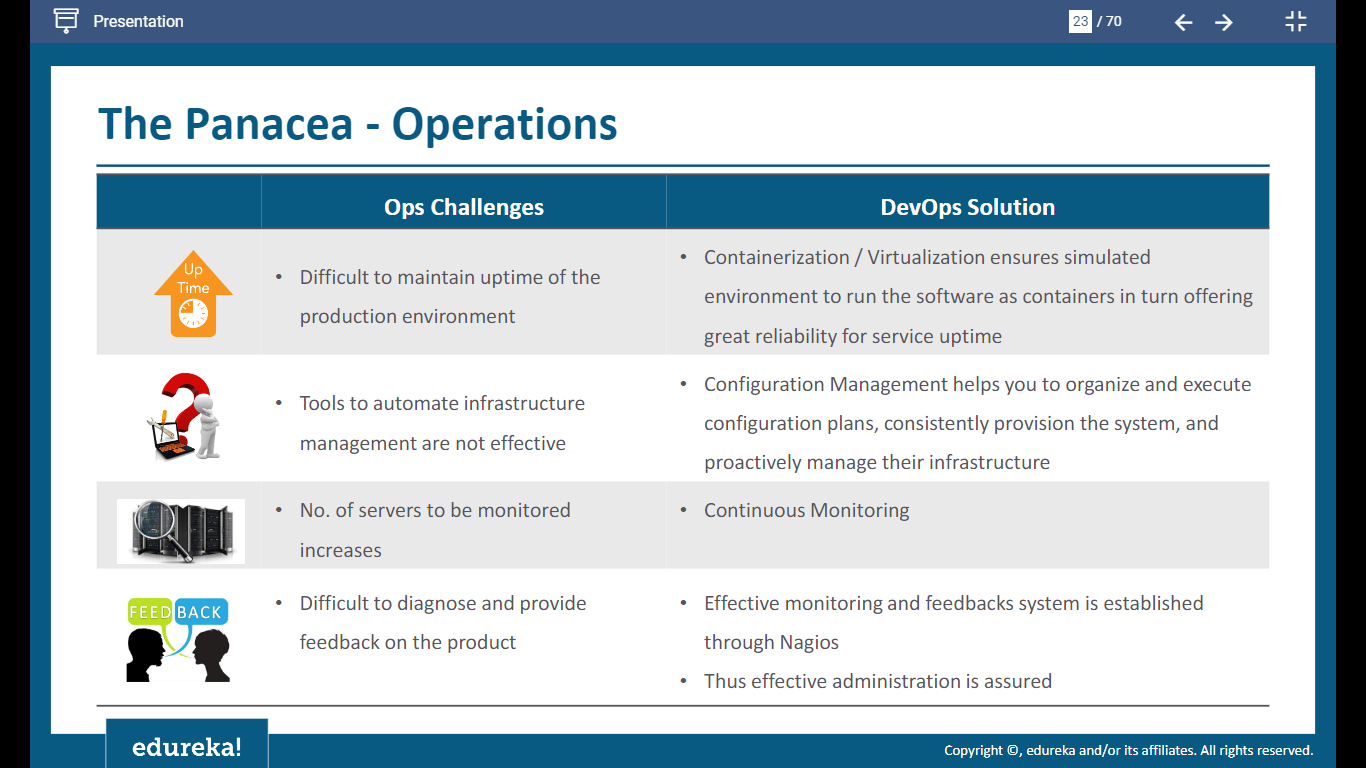 Presentation
23 / 70
The Panacea - Operations
Ops Challenges
DevOps Solution
Up
Time
• Difficult to maintain uptime of the
production environment
• Containerization / Virtualization ensures simulated
environment to run the software as containers in turn offering
great reliability for service uptime
• Tools to automate infrastructure
management are not effective
• Configuration Management helps you to organize and execute
configuration plans, consistently provision the system, and
proactively manage their infrastructure
• No. of servers to be monitored
increases
• Continuous Monitoring
FEEDBACK
• Difficult to diagnose and provide
feedback on the product
• Effective monitoring and feedbacks system is established
through Nagios
• Thus effective administration is assured
edureka!
Copyright ©, edureka and/or its affiliates. All rights reserved.